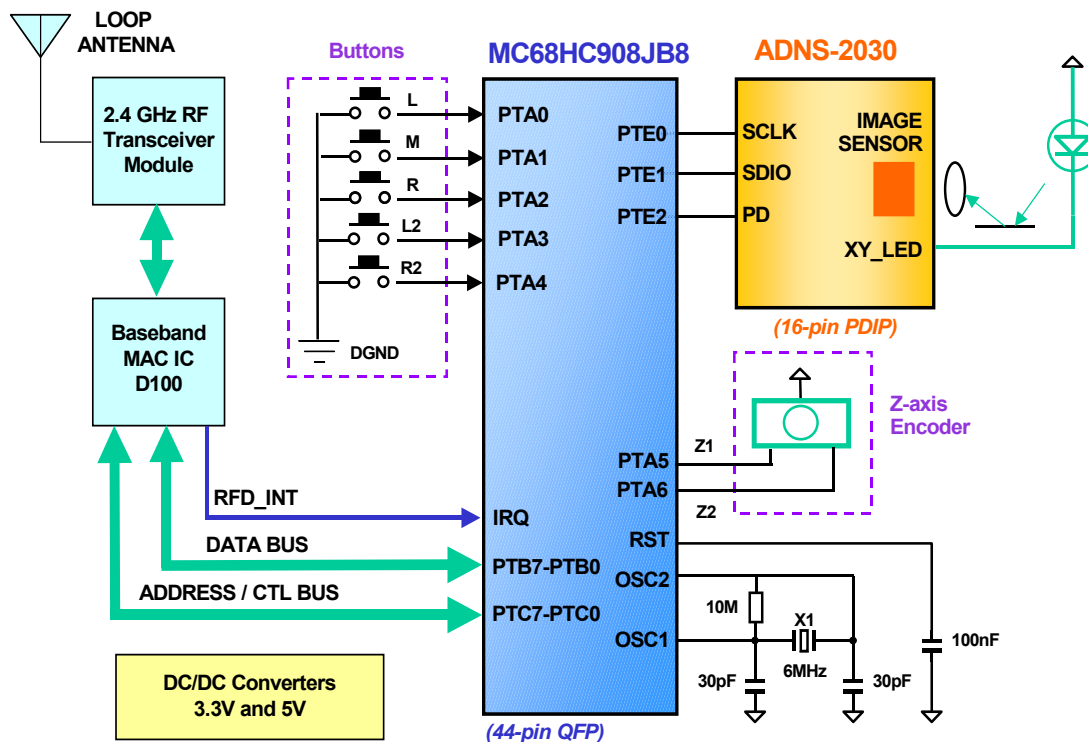 LOOP
ANTENNA
2.4 GHz RF
Transceiver
Module
Baseband
MAC IC
D100
RFD_INT
DATA BUS
ADDRESS / CTL BUS
DC/DC Converters
3.3V and 5V
Buttons
L
M
R
L2
R2
DGND
MC68HC908JB8
PTA0
PTA1
PTA2
PTA3
PTA4
IRQ
PTB7-PTB0
PTC7-PTC0
PTE0
PTE1
PTE2
PTA5
PTA6
RST
OSC2
OSC1
(44-pin QFP)
ADNS-2030
SCLK
SDIO
PD
IMAGE
SENSOR
XY_LED
(16-pin PDIP)
Z-axis
Encoder
Z1
Z2
10M
X1
6MHz
30pF
30pF
100nF